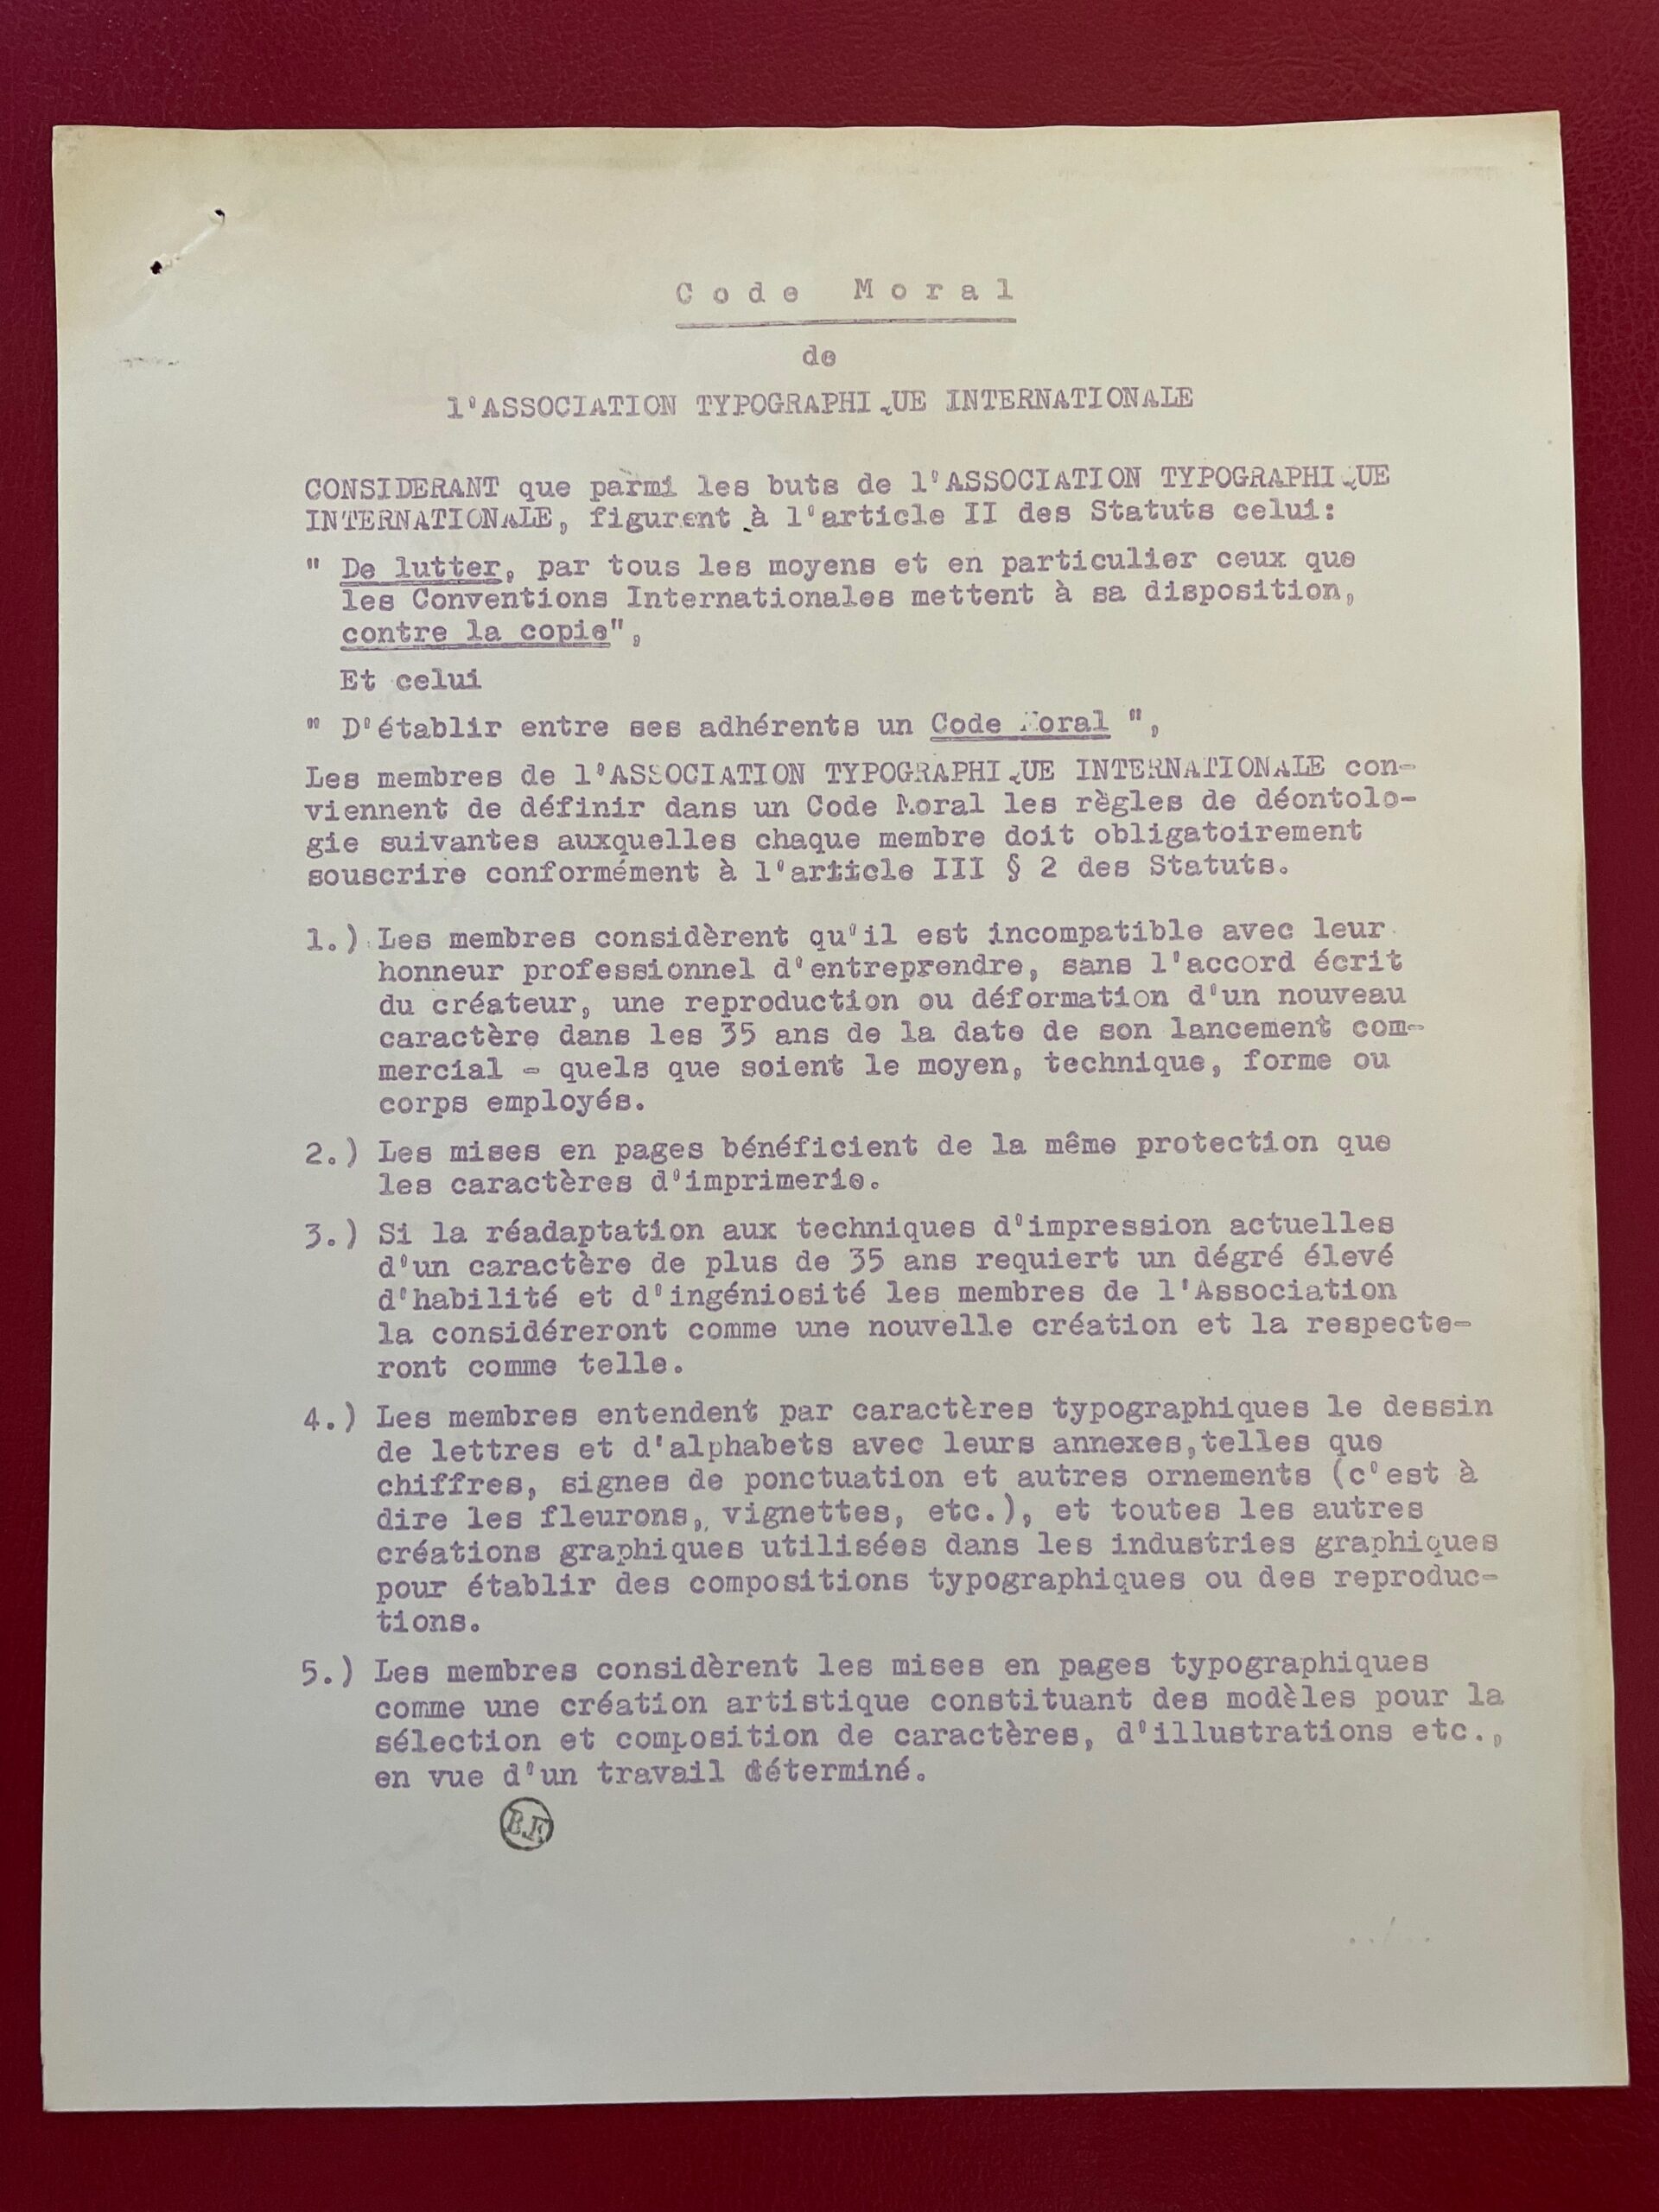 Code Moral
de
l'ASSOCIATION TYPOGRAPHIQUE INTERNATIONALE
CONSIDERANT que parmi les buts de l'ASSOCIATION TYPOGRAPHIQUE
INTERNATIONALE, figurent à l'article II des Statuts celui:
" De lutter, par tous les moyens et en particulier ceux que
les Conventions Internationales mettent à sa disposition,
contre la copie",
Et celui
" D'établir entre ses adhérents un Code Moral ",
Les membres de l'ASSOCIATION TYPOGRAPHIQUE INTERNATIONALE con-
viennent de définir dans un Code Moral les règles de déontolo-
gie suivantes auxquelles chaque membre doit obligatoirement
souscrire conformément à l'article III § 2 des Statuts.
1.) Les membres considèrent qu'il est incompatible avec leur
honneur professionnel d'entreprendre, sans l'accord écrit
du créateur, une reproduction ou déformation d'un nouveau
caractère dans les 35 ans de la date de son lancement com-
mercial - quels que soient le moyen, technique, forme ou
corps employés.
2.) Les mises en pages bénéficient de la même protection que
les caractères d'imprimerie.
3.) Si la réadaptation aux techniques d'impression actuelles
d'un caractère de plus de 35 ans requiert un dégré élevé
d'habilité et d'ingéniosité les membres de l'Association
la considéreront comme une nouvelle création et la respecte-
ront comme telle.
4.) Les membres entendent par caractères typographiques le dessin
de lettres et d'alphabets avec leurs annexes,telles que
chiffres, signes de ponctuation et autres ornements (c'est à
dire les fleurons, vignettes, etc.), et toutes les autres
créations graphiques utilisées dans les industries graphiques
pour établir des compositions typographiques ou des reproduc-
tions.
5.) Les membres considèrent les mises en pages typographiques
comme une création artistique constituant des modèles pour la
sélection et composition de caractères, d'illustrations etc.,
en vue d'un travail déterminé.
B.F.
../..